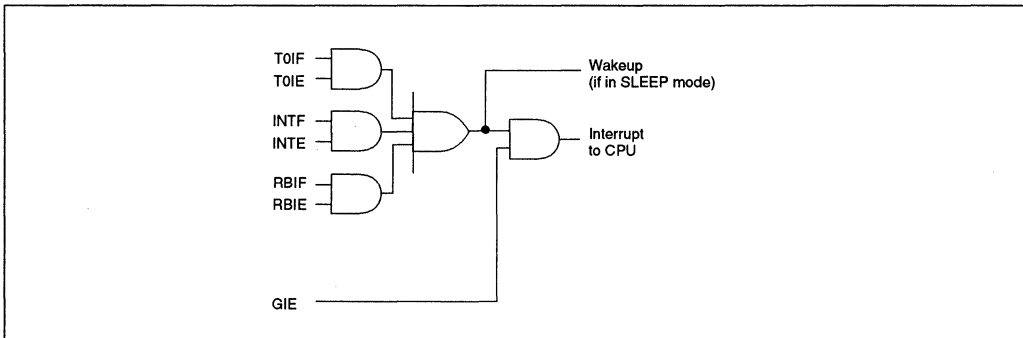 T0IF
T0IE
INTF
INTE
RBIF
RBIE
GIE
Wakeup
(if in SLEEP mode)
Interrupt
to CPU